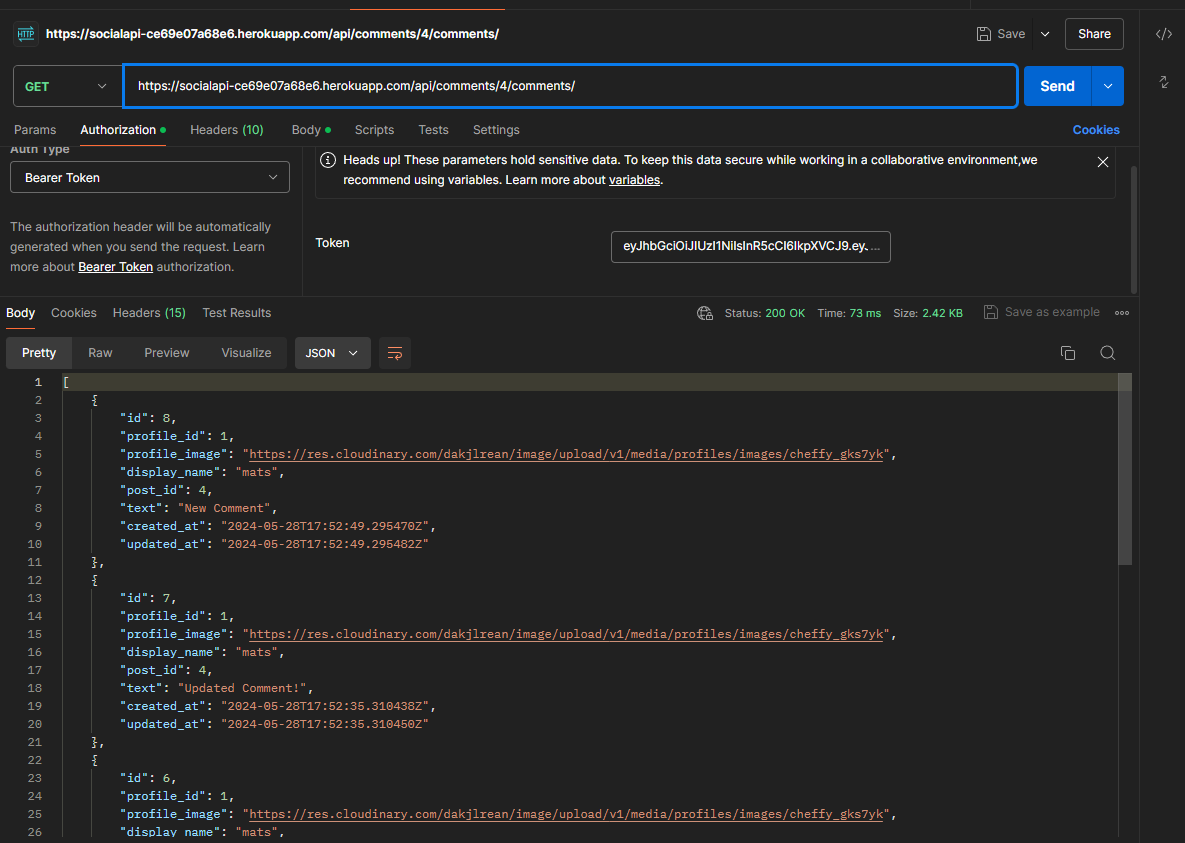 HTTP https://socialapi-ce69e07a68e6.herokuapp.com/api/comments/4/comments/ Save Share
GET https://socialapi-ce69e07a68e6.herokuapp.com/api/comments/4/comments/ Send
Params Authorization Headers (10) Body Scripts Tests Settings Cookies
Auth Type
Bearer Token
Heads up! These parameters hold sensitive data. To keep this data secure while working in a collaborative environment,we
recommend using variables. Learn more about variables.
The authorization header will be automatically
generated when you send the request. Learn
more about Bearer Token authorization.
Token eyJhbGciOiJIUzI1NiIsInR5cCI6IkpXVCJ9.eyJ...
Body Cookies Headers (15) Test Results Status: 200 OK Time: 73 ms Size: 2.42 KB Save as example
Pretty Raw Preview Visualize JSON
1 [
2 {
3 "id": 8,
4 "profile_id": 1,
5 "profile_image": "https://res.cloudinary.com/dakjlrean/image/upload/v1/media/profiles/images/cheffy_gks7yk",
6 "display_name": "mats",
7 "post_id": 4,
8 "text": "New Comment",
9 "created_at": "2024-05-28T17:52:49.295470Z",
10 "updated_at": "2024-05-28T17:52:49.295482Z"
11 },
12 {
13 "id": 7,
14 "profile_id": 1,
15 "profile_image": "https://res.cloudinary.com/dakjlrean/image/upload/v1/media/profiles/images/cheffy_gks7yk",
16 "display_name": "mats",
17 "post_id": 4,
18 "text": "Updated Comment!",
19 "created_at": "2024-05-28T17:52:35.310438Z",
20 "updated_at": "2024-05-28T17:52:35.310450Z"
21 },
22 {
23 "id": 6,
24 "profile_id": 1,
25 "profile_image": "https://res.cloudinary.com/dakjlrean/image/upload/v1/media/profiles/images/cheffy_gks7yk",
26 "display_name": "mats",